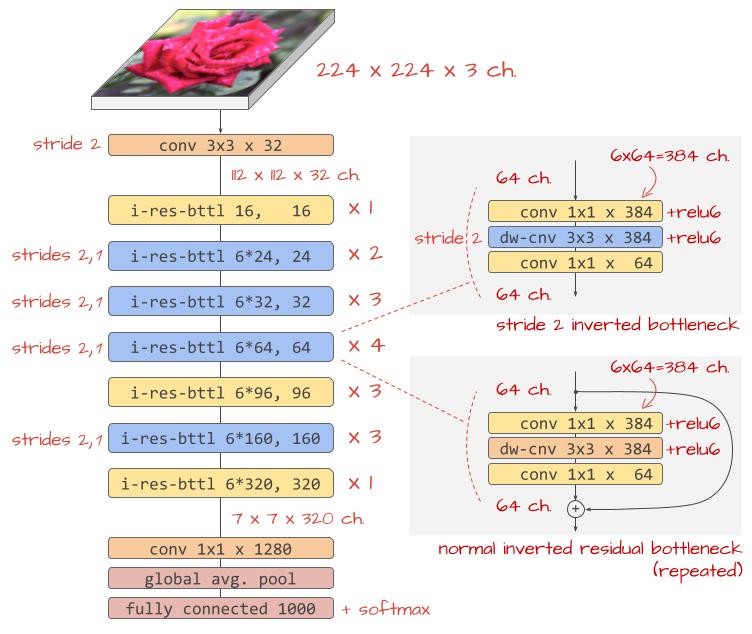 224 x 224 x 3 ch.
stride 2
conv 3x3 x 32
112 x 112 x 32 ch.
i-res-bttl 16, 16
x 1
strides 2,1
i-res-bttl 6*24, 24
x 2
strides 2,1
i-res-bttl 6*32, 32
x 3
strides 2,1
i-res-bttl 6*64, 64
x 4
i-res-bttl 6*96, 96
x 3
strides 2,1
i-res-bttl 6*160, 160
x 3
i-res-bttl 6*320, 320
x 1
7 x 7 x 320 ch.
conv 1x1 x 1280
global avg. pool
fully connected 1000
+ softmax
6x64=384 ch.
64 ch.
conv 1x1 x 384
+relu6
stride 2
dw-cnv 3x3 x 384
+relu6
conv 1x1 x 64
64 ch.
stride 2 inverted bottleneck
6x64=384 ch.
64 ch.
conv 1x1 x 384
+relu6
dw-cnv 3x3 x 384
+relu6
conv 1x1 x 64
64 ch.
+
normal inverted residual bottleneck
(repeated)